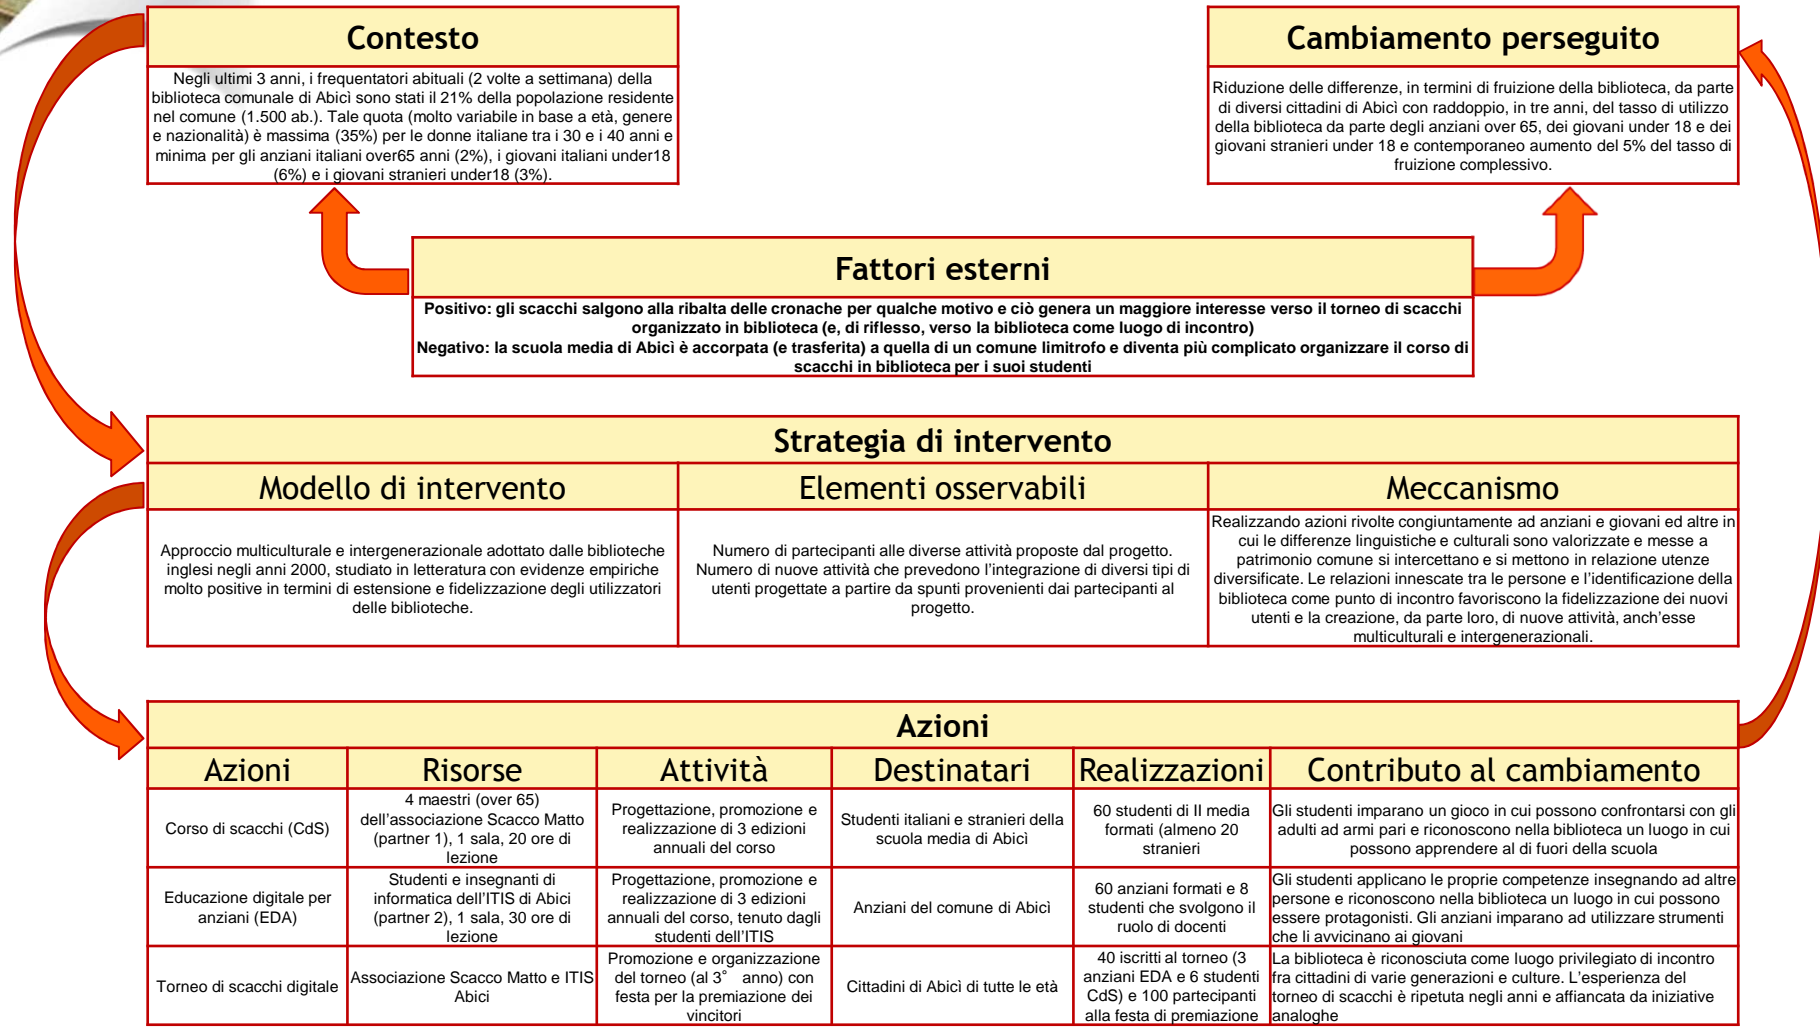 Contesto
Negli ultimi 3 anni, i frequentatori abituali (2 volte a settimana) della
biblioteca comunale di Abicì sono stati il 21% della popolazione residente
nel comune (1.500 ab.). Tale quota (molto variabile in base a età, genere
e nazionalità) è massima (35%) per le donne italiane tra i 30 e i 40 anni e
minima per gli anziani italiani over65 anni (2%), i giovani italiani under18
(6%) e i giovani stranieri under18 (3%).
Cambiamento perseguito
Riduzione delle differenze, in termini di fruizione della biblioteca, da parte
di diversi cittadini di Abicì con raddoppio, in tre anni, del tasso di utilizzo
della biblioteca da parte degli anziani over 65, dei giovani under 18 e dei
giovani stranieri under 18 e contemporaneo aumento del 5% del tasso di
fruizione complessivo.
Fattori esterni
Positivo: gli scacchi salgono alla ribalta delle cronache per qualche motivo e ciò genera un maggiore interesse verso il torneo di scacchi
organizzato in biblioteca (e, di riflesso, verso la biblioteca come luogo di incontro)
Negativo: la scuola media di Abicì è accorpata (e trasferita) a quella di un comune limitrofo e diventa più complicato organizzare il corso di
scacchi in biblioteca per i suoi studenti
Strategia di intervento
Modello di intervento
Approccio multiculturale e intergenerazionale adottato dalle biblioteche
inglesi negli anni 2000, studiato in letteratura con evidenze empiriche
molto positive in termini di estensione e fidelizzazione degli utilizzatori
delle biblioteche.
Elementi osservabili
Numero di partecipanti alle diverse attività proposte dal progetto.
Numero di nuove attività che prevedono l'integrazione di diversi tipi di
utenti progettate a partire da spunti provenienti dai partecipanti al
progetto.
Meccanismo
Realizzando azioni rivolte congiuntamente ad anziani e giovani ed altre in
cui le differenze linguistiche e culturali sono valorizzate e messe a
patrimonio comune si intercettano e si mettono in relazione utenze
diversificate. Le relazioni innescate tra le persone e l'identificazione della
biblioteca come punto di incontro favoriscono la fidelizzazione dei nuovi
utenti e la creazione, da parte loro, di nuove attività, anch'esse
multiculturali e intergenerazionali.
Azioni
Azioni
Risorse
Attività
Destinatari
Realizzazioni
Contributo al cambiamento
Corso di scacchi (CdS)
4 maestri (over 65)
dell'associazione Scacco Matto
(partner 1), 1 sala, 20 ore di
lezione
Progettazione, promozione e
realizzazione di 3 edizioni
annuali del corso
Studenti italiani e stranieri della
scuola media di Abicì
60 studenti di II media
formati (almeno 20
stranieri
Gli studenti imparano un gioco in cui possono confrontarsi con gli
adulti ad armi pari e riconoscono nella biblioteca un luogo in cui
possono apprendere al di fuori della scuola
Educazione digitale per
anziani (EDA)
Studenti e insegnanti di
informatica dell'ITIS di Abici
(partner 2), 1 sala, 30 ore di
lezione
Progettazione, promozione e
realizzazione di 3 edizioni
annuali del corso, tenuto dagli
studenti dell'ITIS
Anziani del comune di Abicì
60 anziani formati e 8
studenti che svolgono il
ruolo di docenti
Gli studenti applicano le proprie competenze insegnando ad altre
persone e riconoscono nella biblioteca un luogo in cui possono
essere protagonisti. Gli anziani imparano ad utilizzare strumenti
che li avvicinano ai giovani
Torneo di scacchi digitale
Associazione Scacco Matto e ITIS
Abici
Promozione e organizzazione
del torneo (al 3° anno) con
festa per la premiazione dei
vincitori
Cittadini di Abicì di tutte le età
40 iscritti al torneo (3
anziani EDA e 6 studenti
CdS) e 100 partecipanti
alla festa di premiazione
La biblioteca è riconosciuta come luogo privilegiato di incontro
fra cittadini di varie generazioni e culture. L'esperienza del
torneo di scacchi è ripetuta negli anni e affiancata da iniziative
analoghe